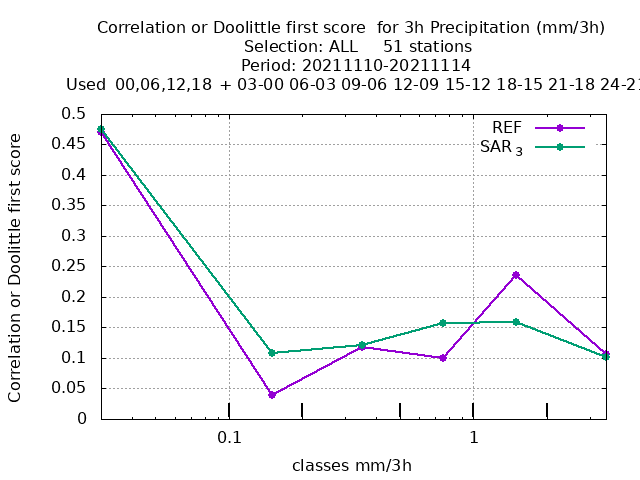 Correlation or Doolittle first score  for 3h Precipitation (mm/3h)
Selection: ALL     51 stations
Period: 20211110-20211114
Used  00,06,12,18  + 03-00 06-03 09-06 12-09  15-12  18-15  21-18  24-21
REF
SAR 3
0.5
0.45
0.4
0.35
0.3
0.25
0.2
0.15
0.1
0.05
0
Correlation or Doolittle first score
0.1 1
classes mm/3h